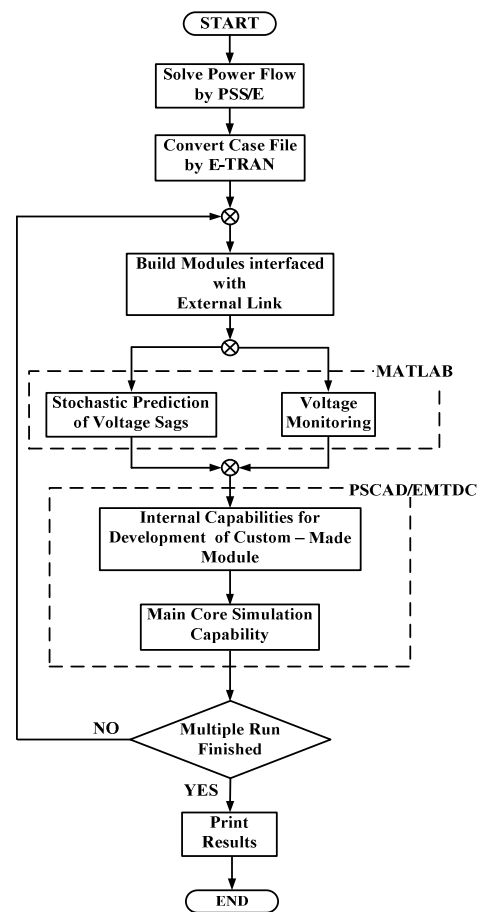 START
Solve Power Flow
by PSS/E
Convert Case File
by E-TRAN
Build Modules interfaced
with
External Link
MATLAB
Stochastic Prediction
of Voltage Sags
Voltage
Monitoring
PSCAD/EMTDC
Internal Capabilities for
Development of Custom – Made
Module
Main Core Simulation
Capability
NO
Multiple Run
Finished
YES
Print
Results
END